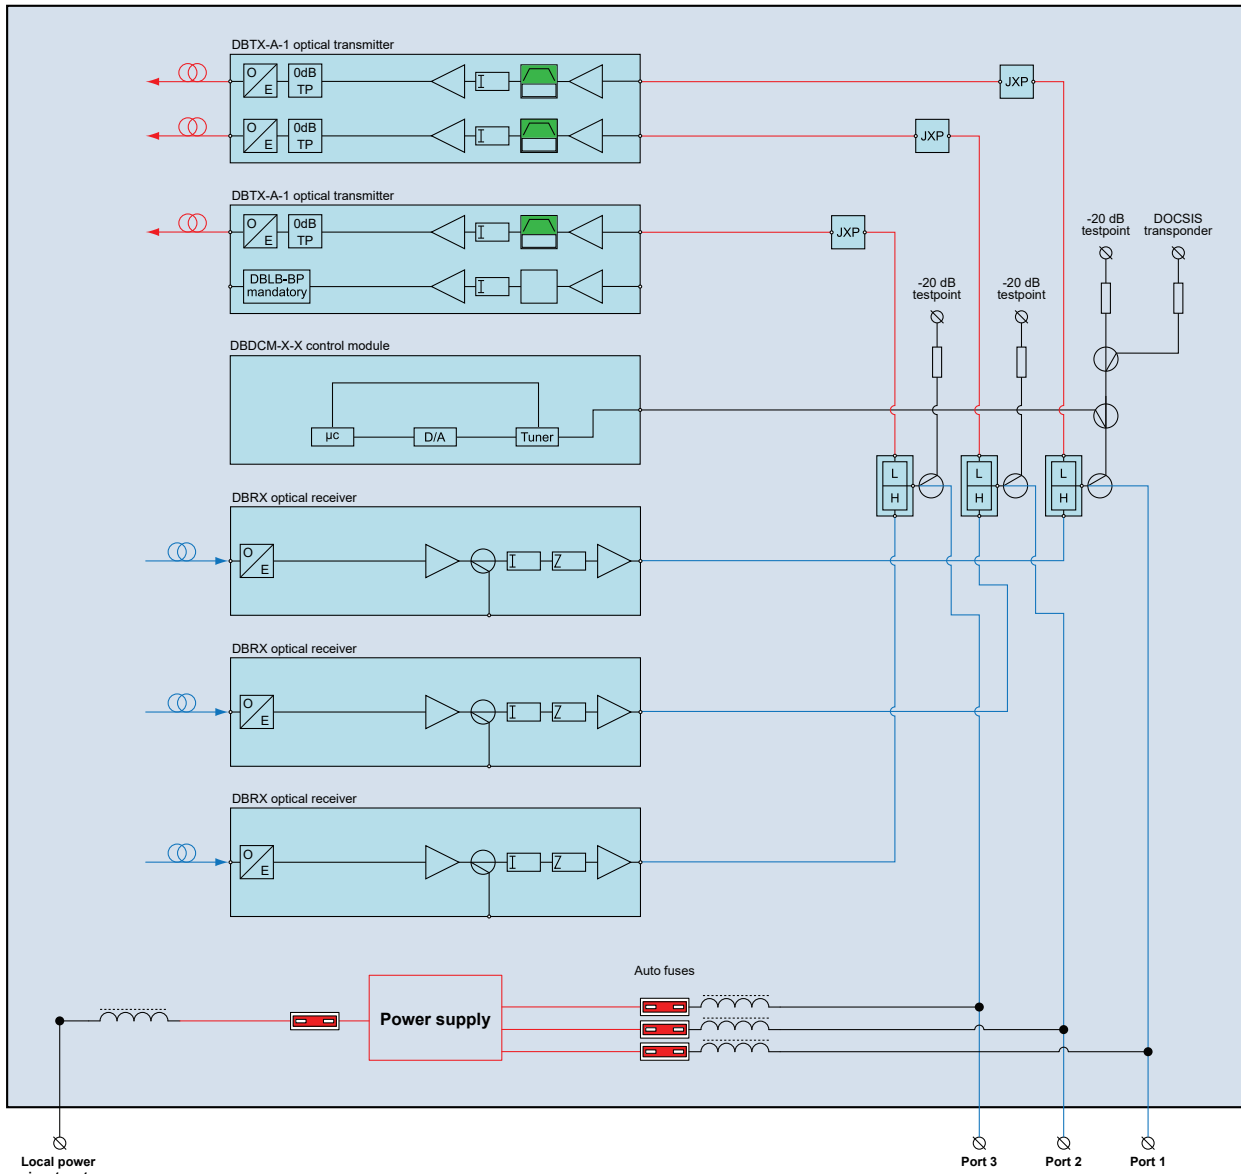 DBTX-A-1 optical transmitter
O
E
0dB
TP
JXP
O
E
0dB
TP
JXP
DBTX-A-1 optical transmitter
O
E
0dB
TP
JXP
DBLB-BP
mandatory
-20 dB
testpoint
DOCSIS
transponder
-20 dB
testpoint
-20 dB
testpoint
DBDCM-X-X control module
µc
D/A
Tuner
L
H
L
H
L
H
DBRX optical receiver
O
E
I
Z
DBRX optical receiver
O
E
I
Z
DBRX optical receiver
O
E
I
Z
Auto fuses
Power supply
Local power
Port 3
Port 2
Port 1